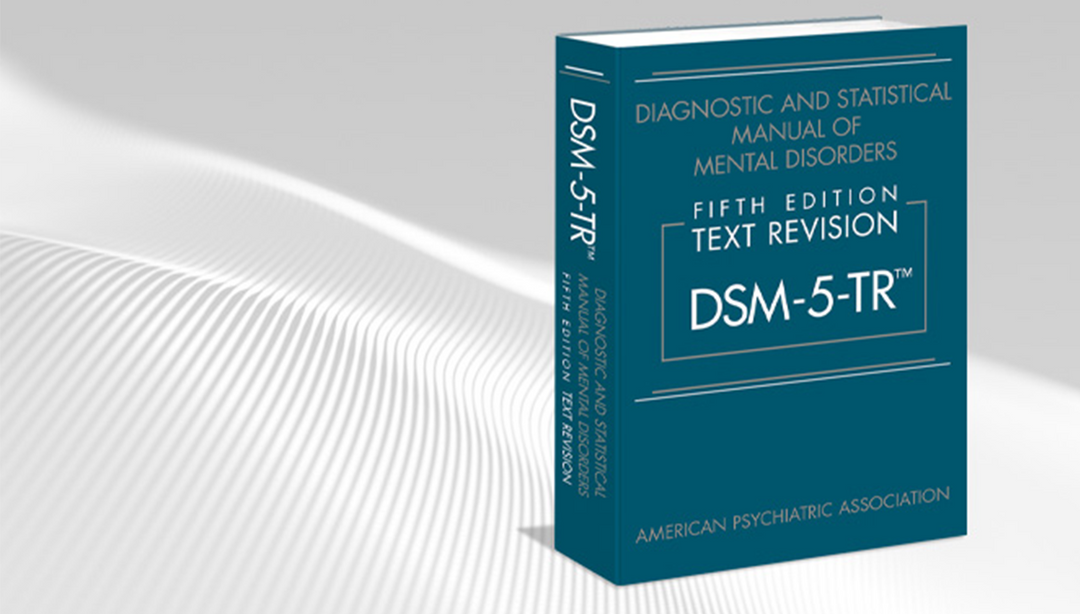 DSM-5-TR™
DIAGNOSTIC AND STATISTICAL
MANUAL OF MENTAL DISORDERS
FIFTH EDITION TEXT REVISION
DIAGNOSTIC AND STATISTICAL
MANUAL OF
MENTAL DISORDERS
FIFTH EDITION
TEXT REVISION
DSM-5-TR™
AMERICAN PSYCHIATRIC ASSOCIATION